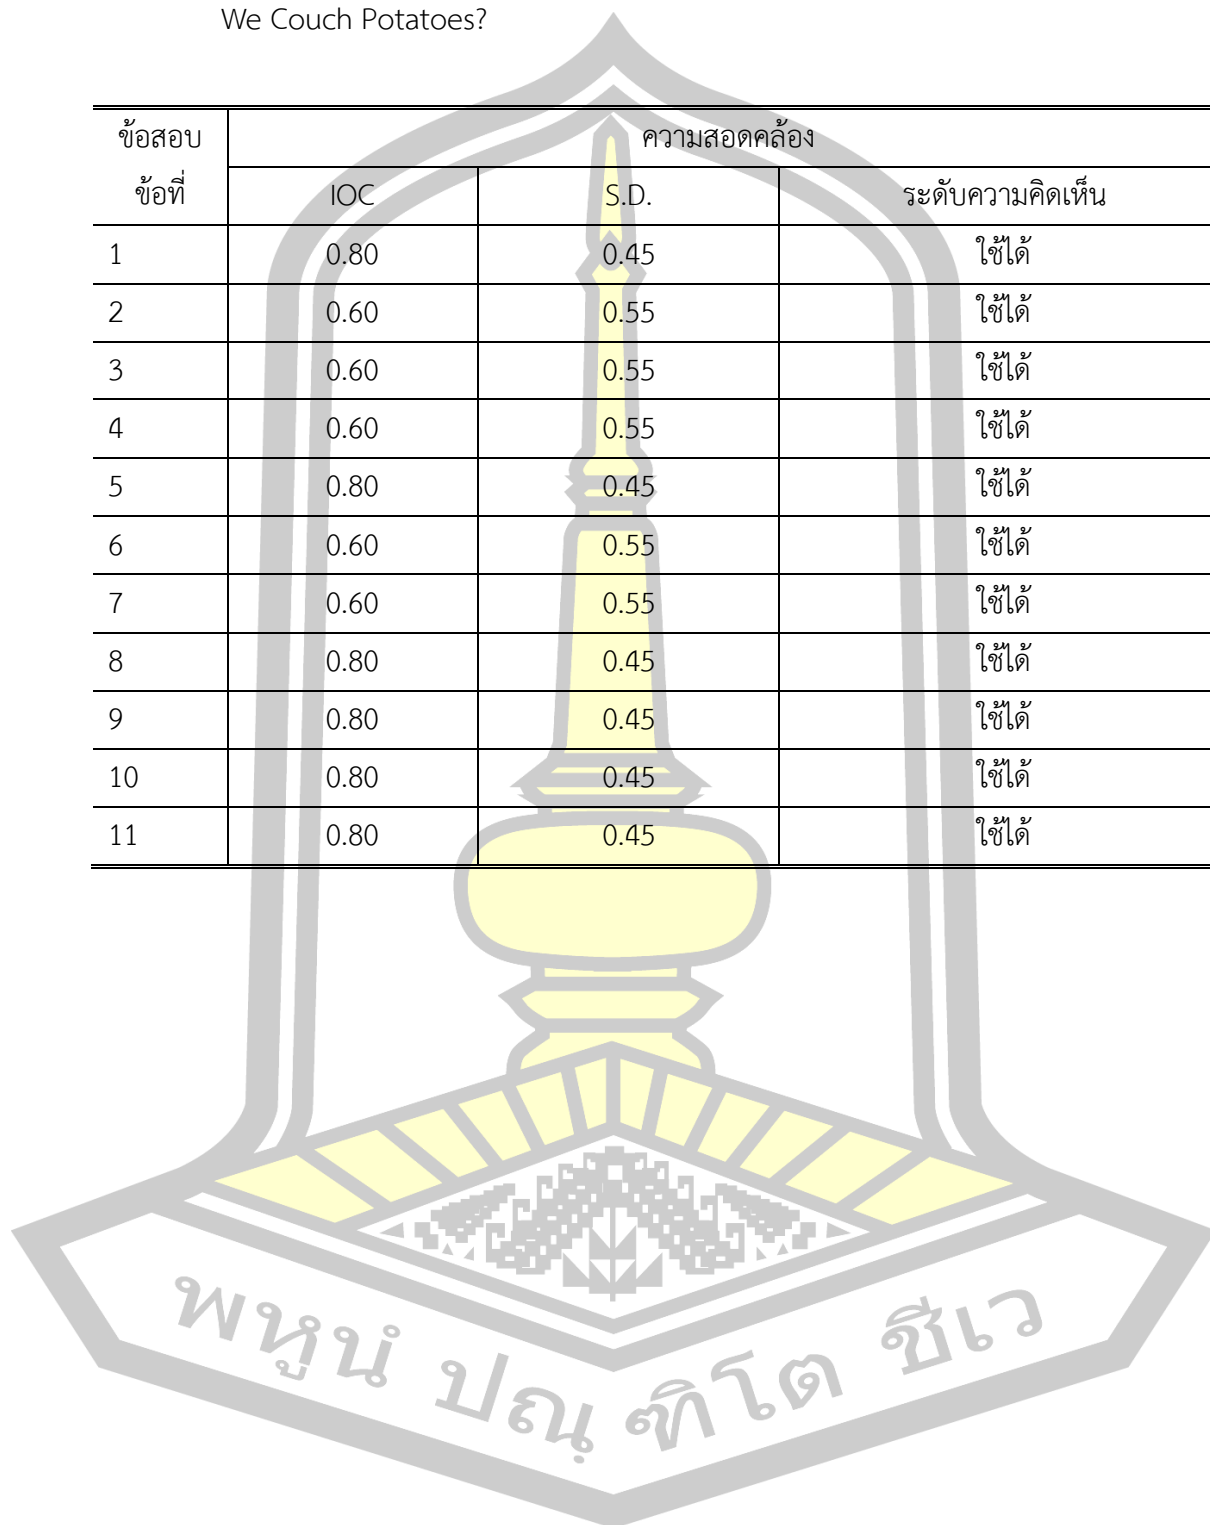 We Couch Potatoes?
ข้อสอบ ความสอดคล้อง
ข้อที่ IOC S.D. ระดับความคิดเห็น
1 0.80 0.45 ใช้ได้
2 0.60 0.55 ใช้ได้
3 0.60 0.55 ใช้ได้
4 0.60 0.55 ใช้ได้
5 0.80 0.45 ใช้ได้
6 0.60 0.55 ใช้ได้
7 0.60 0.55 ใช้ได้
8 0.80 0.45 ใช้ได้
9 0.80 0.45 ใช้ได้
10 0.80 0.45 ใช้ได้
11 0.80 0.45 ใช้ได้
พหูนํ ปณฺฑิโต ชีเว